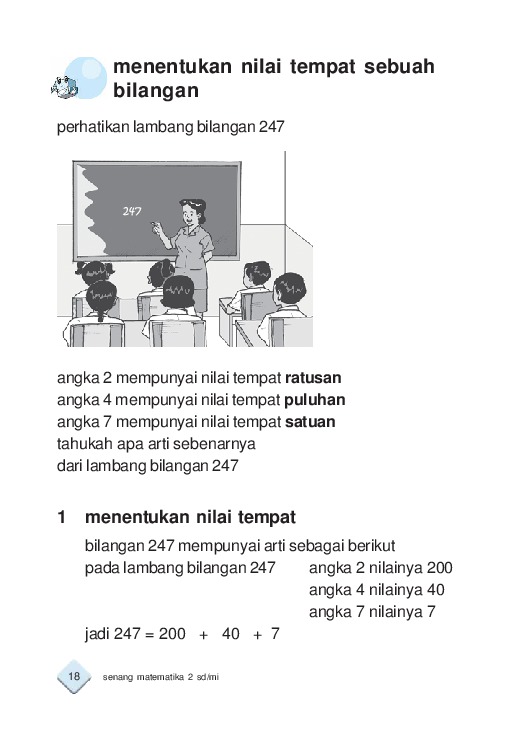 menentukan nilai tempat sebuah
bilangan
perhatikan lambang bilangan 247
247
angka 2 mempunyai nilai tempat ratusan
angka 4 mempunyai nilai tempat puluhan
angka 7 mempunyai nilai tempat satuan
tahukah apa arti sebenarnya
dari lambang bilangan 247
1 menentukan nilai tempat
bilangan 247 mempunyai arti sebagai berikut
pada lambang bilangan 247 angka 2 nilainya 200
angka 4 nilainya 40
angka 7 nilainya 7
jadi 247 = 200 + 40 + 7
18 senang matematika 2 sd/mi